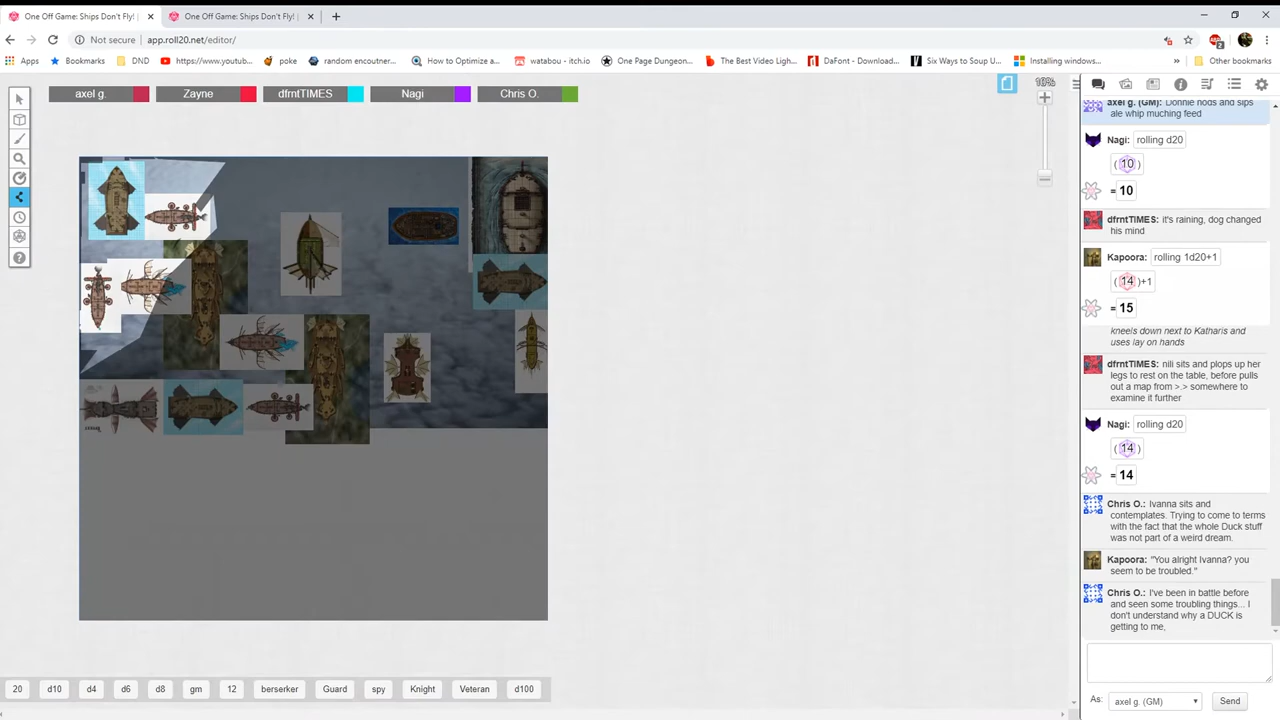 One Off Game: Ships Don't Fly! |
One Off Game: Ships Don't Fly! |
Not secure | app.roll20.net/editor/
Apps Bookmarks DND https://www.youtub... poke random encoutner... How to Optimize a... watabou - itch.io One Page Dungeon... The Best Video Ligh... DaFont - Download... Six Ways to Soup U... Installing windows... » Other bookmarks
axel g. Zayne dfrntTIMES Nagi Chris O.
10%
axel g. (GM): Donnie nods and sips
ale whip muching feed
Nagi: rolling d20
(10)
= 10
dfrntTIMES: it's raining, dog changed
his mind
Kapoora: rolling 1d20+1
(14)+1
= 15
kneels down next to Katharis and
uses lay on hands
dfrntTIMES: nili sits and plops up her
legs to rest on the table, before pulls
out a map from >.> somewhere to
examine it further
Nagi: rolling d20
(14)
= 14
Chris O.: Ivanna sits and
contemplates. Trying to come to terms
with the fact that the whole Duck stuff
was not part of a weird dream.
Kapoora: "You alright Ivanna? you
seem to be troubled."
Chris O.: I've been in battle before
and seen some troubling things... I
don't understand why a DUCK is
getting to me,
20 d10 d4 d6 d8 gm 12 berserker Guard spy Knight Veteran d100
As: axel g. (GM) Send